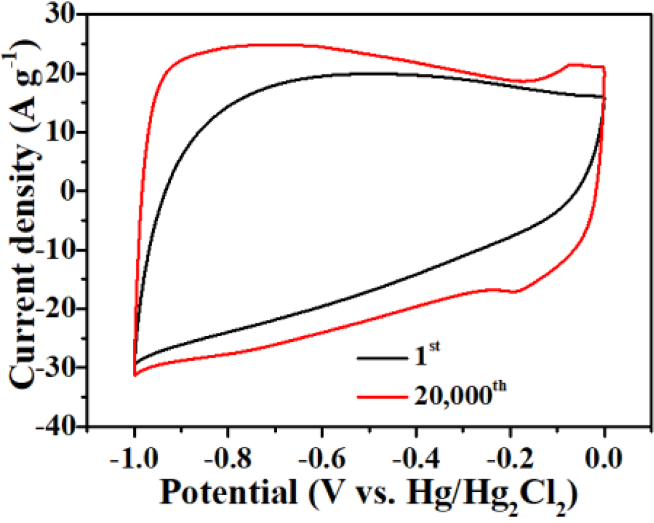 Current density (A g⁻¹)
30
20
10
0
-10
-20
-30
-40
1ˢᵗ
20,000ᵗʰ
-1.0 -0.8 -0.6 -0.4 -0.2 0.0
Potential (V vs. Hg/Hg₂Cl₂)